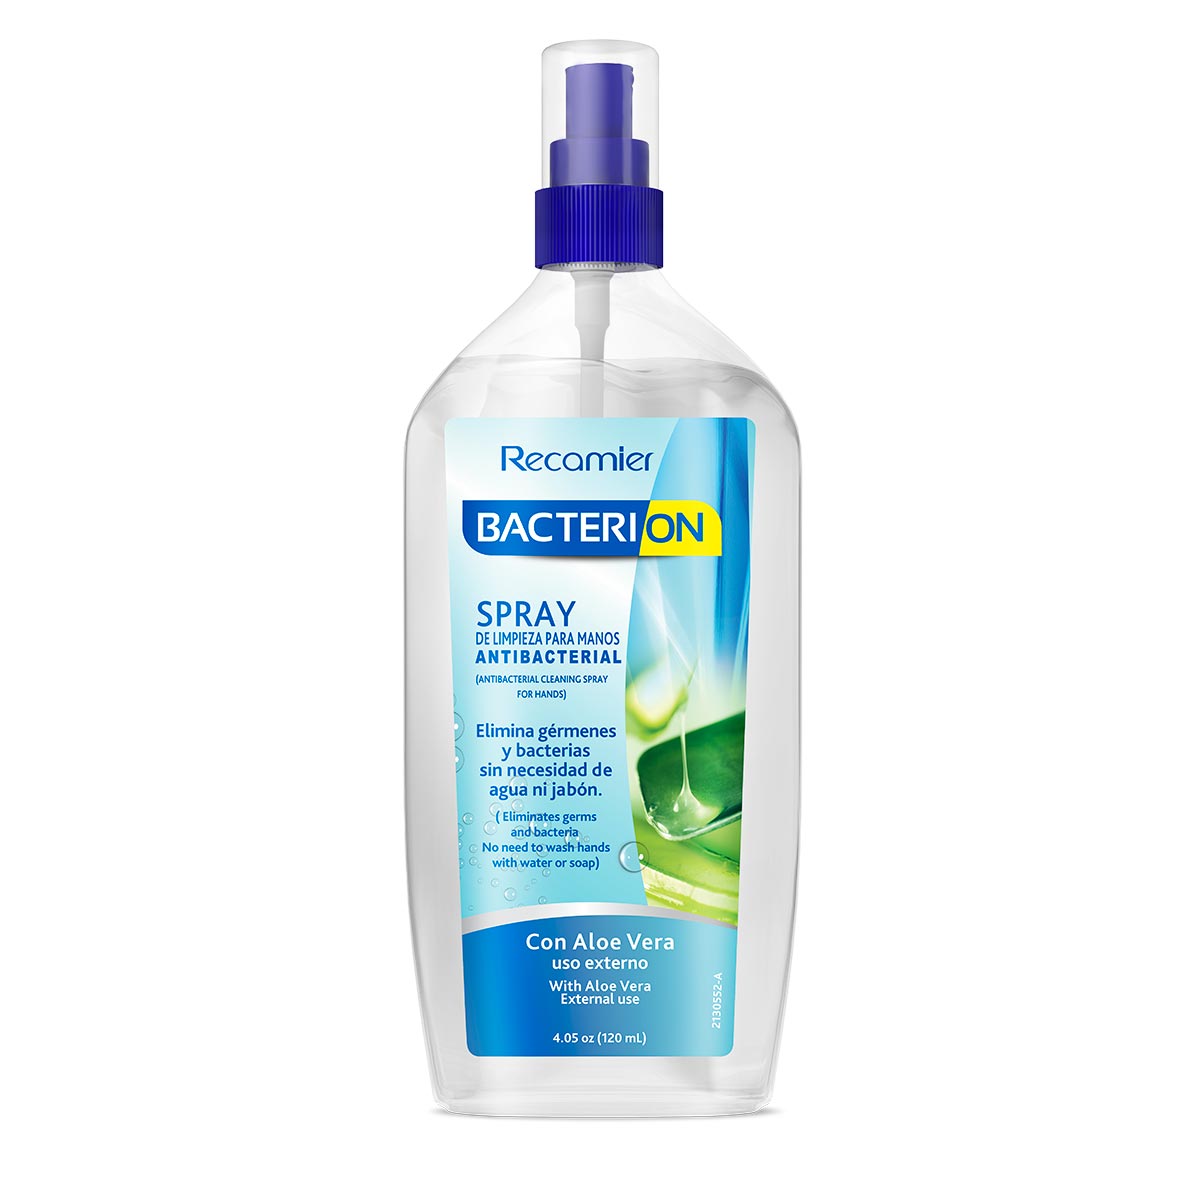 Recamier
BACTERION
SPRAY
DE LIMPIEZA PARA MANOS
ANTIBACTERIAL
(ANTIBACTERIAL CLEANING SPRAY
FOR HANDS)
Elimina gérmenes
y bacterias
sin necesidad de
agua ni jabón.
( Eliminates germs
and bacteria
No need to wash hands
with water or soap)
Con Aloe Vera
uso externo
With Aloe Vera
External use
4.05 oz (120 mL)
2130552-A